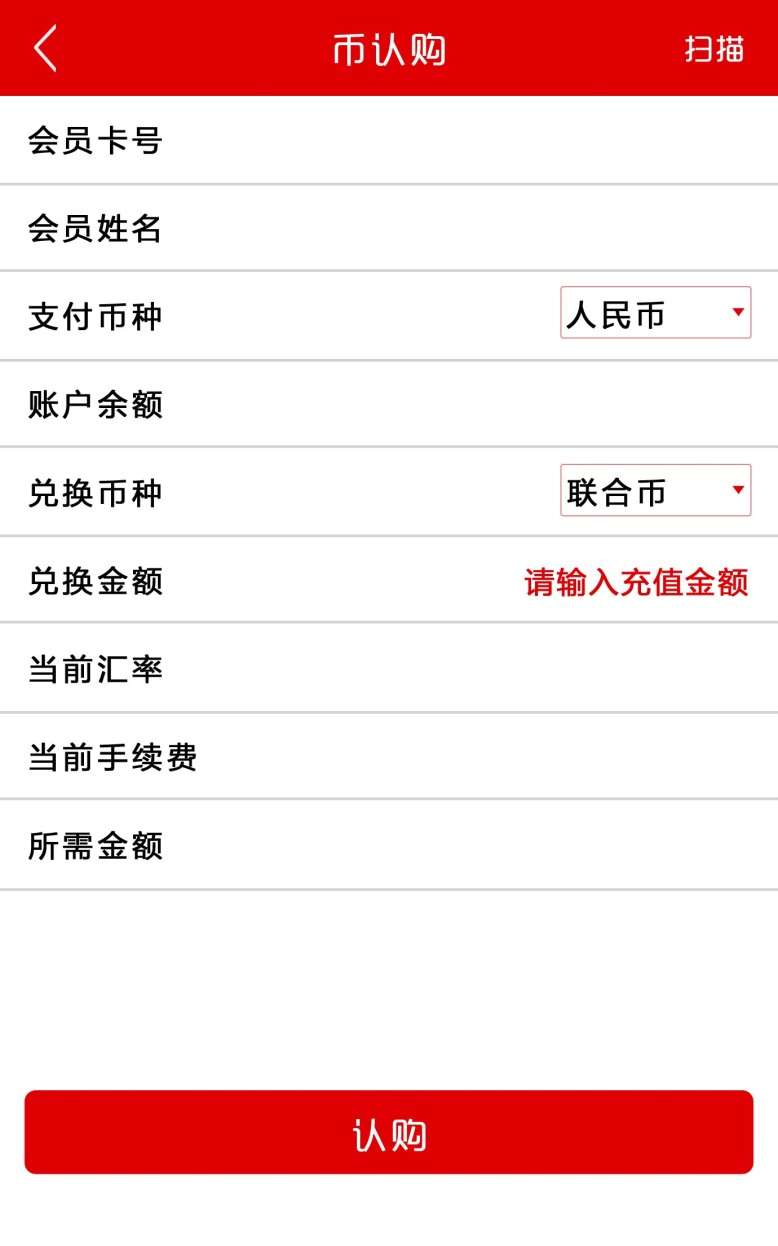 币认购
扫描
会员卡号
会员姓名
支付币种 人民币
账户余额
兑换币种 联合币
兑换金额 请输入充值金额
当前汇率
当前手续费
所需金额
认购